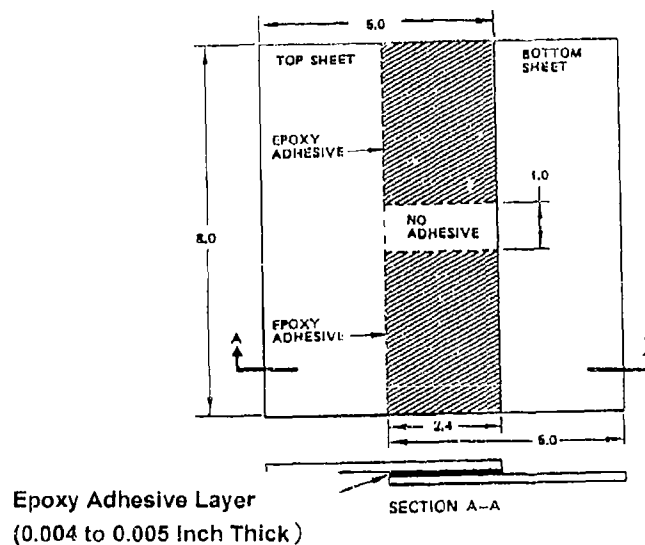 5.0
TOP SHEET
BOTTOM
SHEET
EPOXY
ADHESIVE
1.0
NO
ADHESIVE
8.0
EPOXY
ADHESIVE
A
2.4
5.0
SECTION A-A
Epoxy Adhesive Layer
(0.004 to 0.005 Inch Thick)